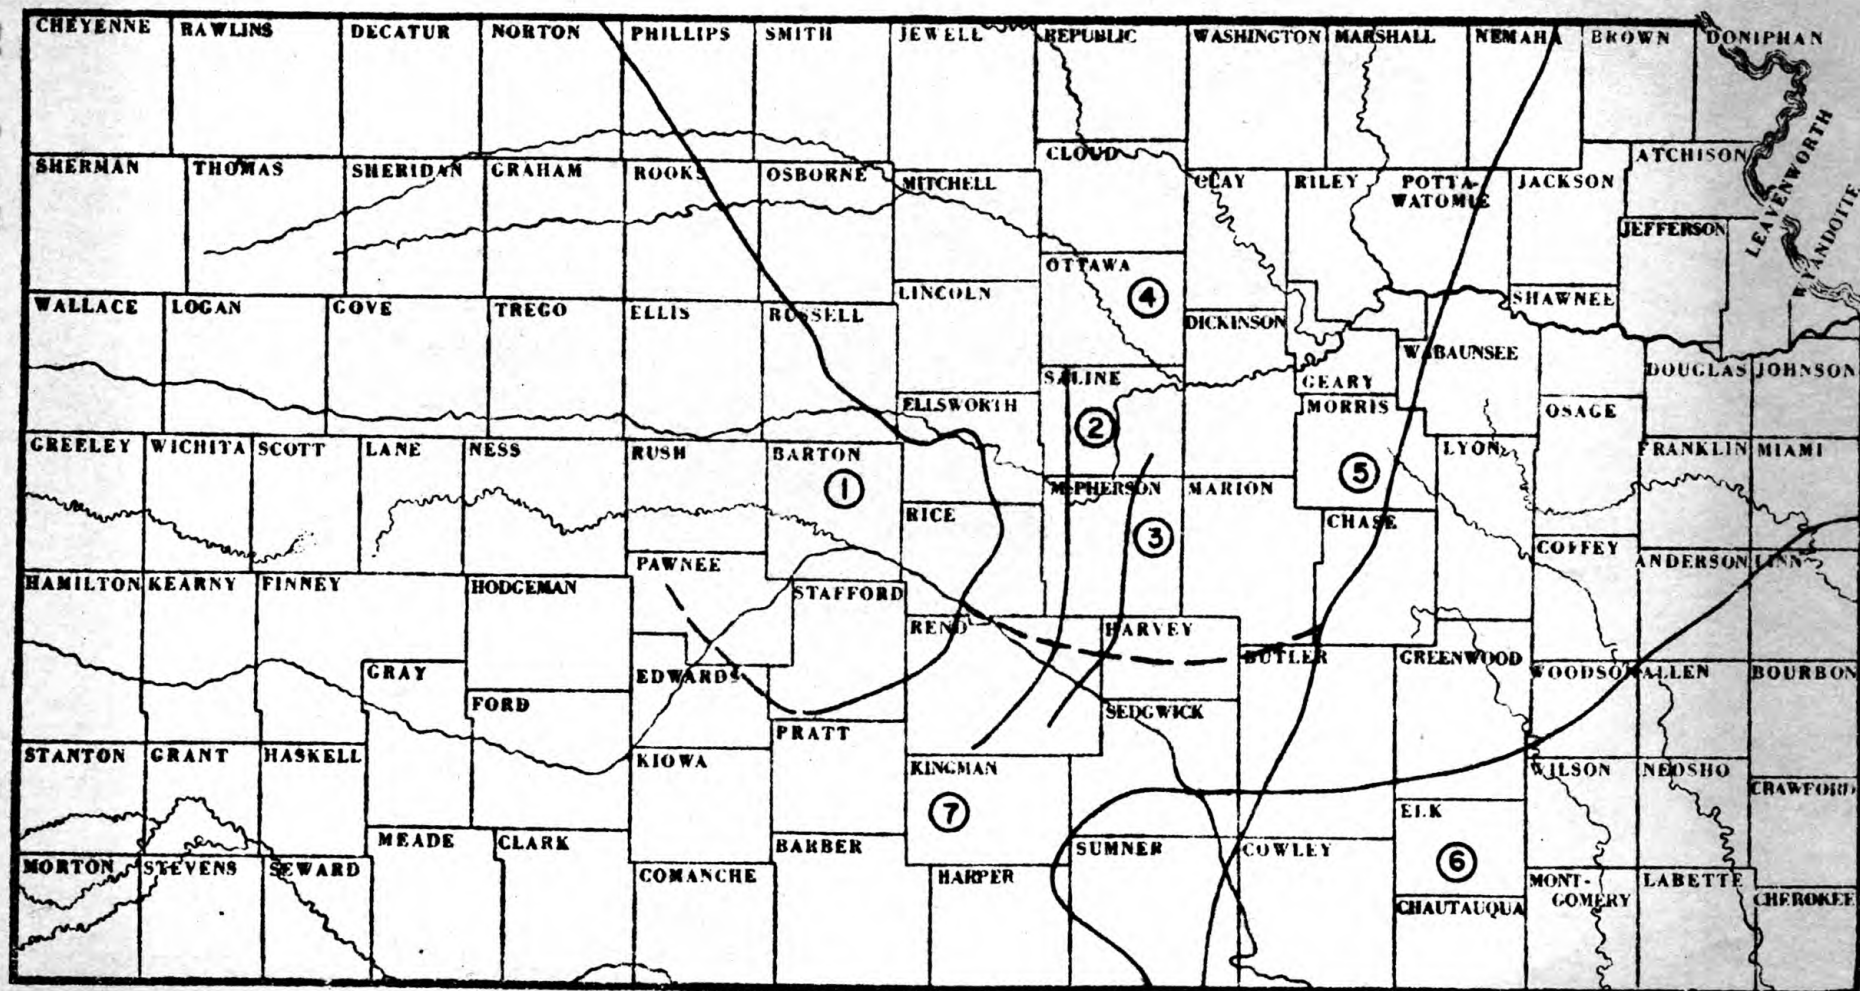 CHEYENNE
RAWLINS
DECATUR
NORTON
PHILLIPS
SMITH
JEWELL
REPUBLIC
WASHINGTON
MARSHALL
NEMAHA
BROWN
DONIPHAN
SHERMAN
THOMAS
SHERIDAN
GRAHAM
ROOKS
OSBORNE
MITCHELL
CLOUD
CLAY
RILEY
POTTA-
WATOMIE
JACKSON
ATCHISON
JEFFERSON
LEAVENWORTH
WYANDOTTE
WALLACE
LOGAN
GOVE
TREGO
ELLIS
RUSSELL
LINCOLN
OTTAWA
4
DICKINSON
GEARY
WABAUNSEE
SHAWNEE
DOUGLAS
JOHNSON
ELLSWORTH
SALINE
2
MORRIS
5
OSAGE
GREELEY
WICHITA
SCOTT
LANE
NESS
RUSH
BARTON
1
RICE
McPHERSON
3
MARION
CHASE
LYON
FRANKLIN
MIAMI
COFFEY
ANDERSON
LINN
HAMILTON
KEARNY
FINNEY
HODGEMAN
PAWNEE
STAFFORD
RENO
HARVEY
BUTLER
GREENWOOD
WOODSON
ALLEN
BOURBON
GRAY
FORD
EDWARDS
PRATT
SEDGWICK
STANTON
GRANT
HASKELL
KIOWA
KINGMAN
7
WILSON
NEOSHO
CRAWFORD
ELK
6
MORTON
STEVENS
SEWARD
MEADE
CLARK
COMANCHE
BARBER
HARPER
SUMNER
COWLEY
CHAUTAUQUA
MONT-
GOMERY
LABETTE
CHEROKEE